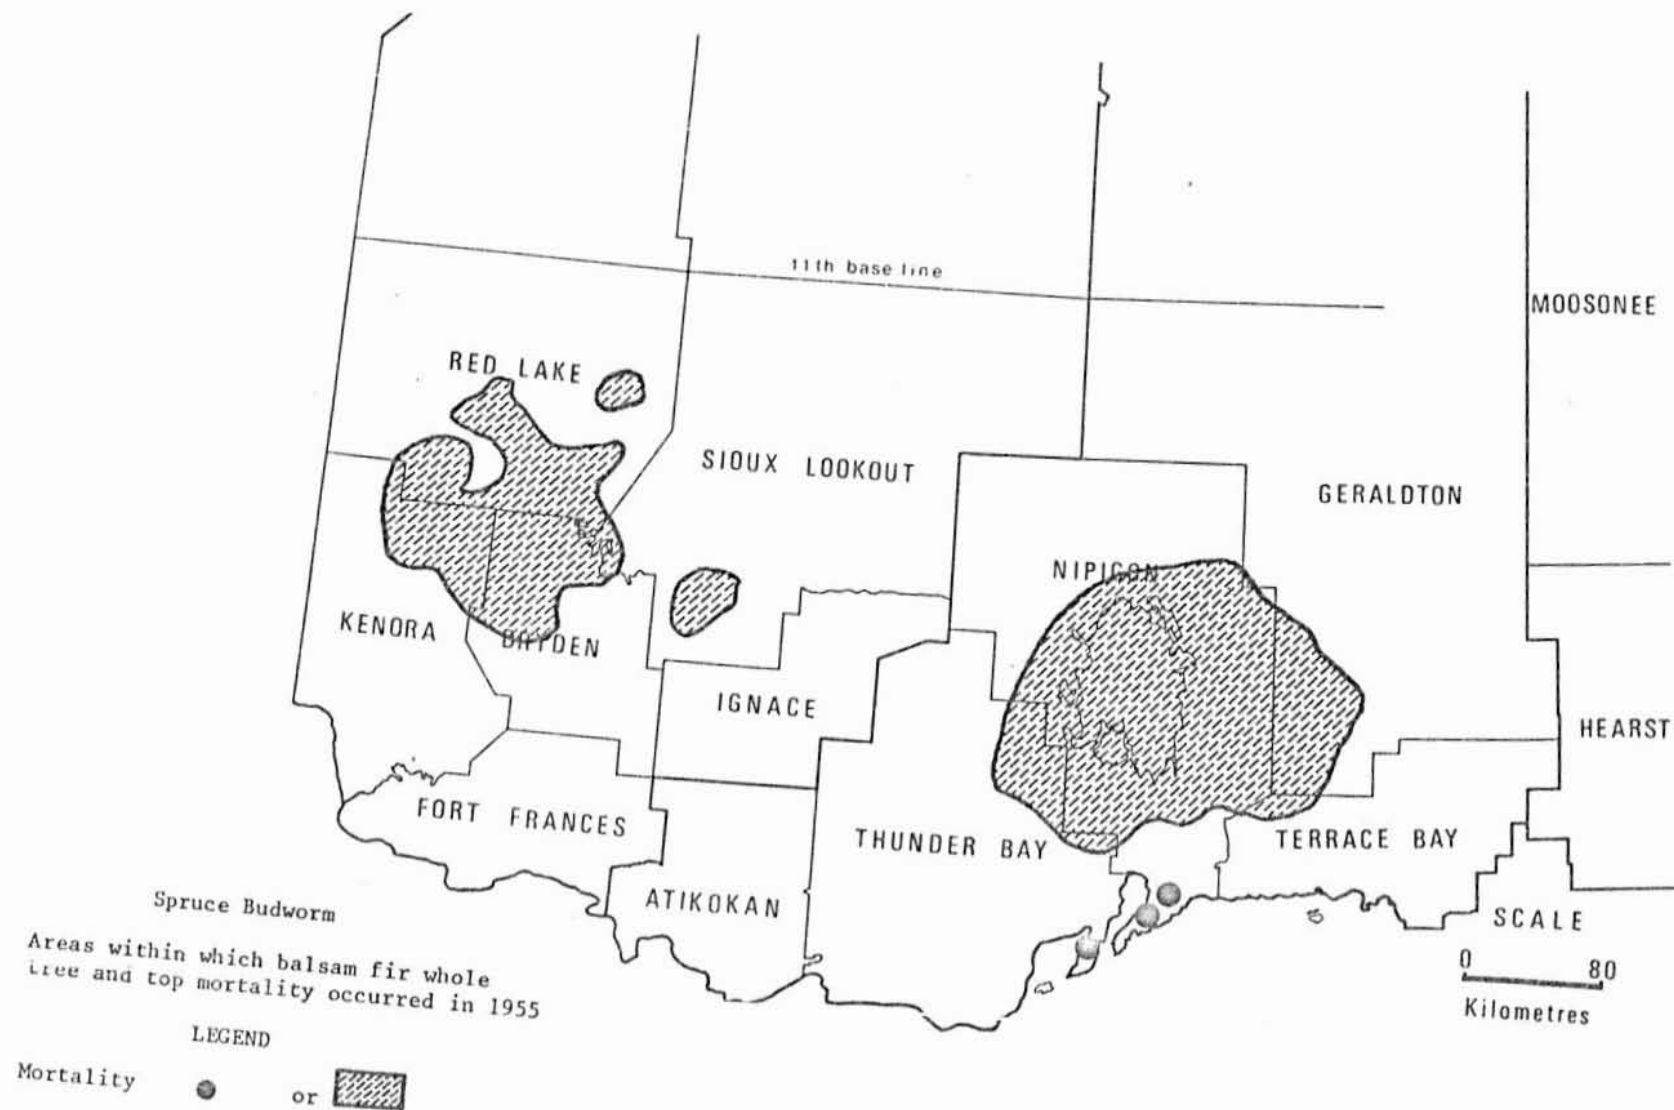 11th base line
MOOSONEE
RED LAKE
SIOUX LOOKOUT
GERALDTON
NIPIGON
KENORA
DRYDEN
IGNACE
HEARST
FORT FRANCES
THUNDER BAY
TERRACE BAY
ATIKOKAN
SCALE
0 80
Kilometres
Spruce Budworm
Areas within which balsam fir whole
tree and top mortality occurred in 1955
LEGEND
Mortality or